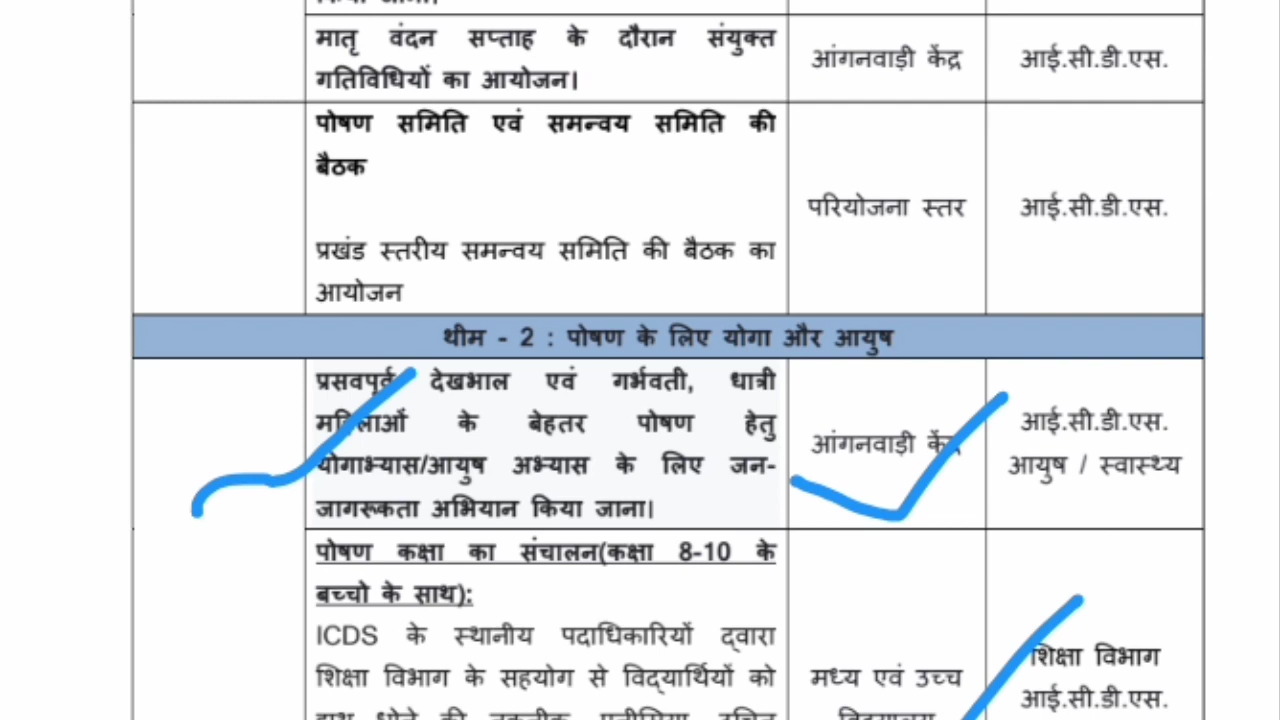 मातृ वंदन सप्ताह के दौरान संयुक्त
गतिविधियों का आयोजन।
आंगनवाड़ी केंद्र
आई.सी.डी.एस.
पोषण समिति एवं समन्वय समिति की
बैठक
प्रखंड स्तरीय समन्वय समिति की बैठक का
आयोजन
परियोजना स्तर
आई.सी.डी.एस.
थीम - 2 : पोषण के लिए योगा और आयुष
प्रसवपूर्व देखभाल एवं गर्भवती, धात्री
महिलाओं के बेहतर पोषण हेतु
योगाभ्यास/आयुष अभ्यास के लिए जन-
जागरूकता अभियान किया जाना।
आंगनवाड़ी केंद्र
आई.सी.डी.एस.
आयुष / स्वास्थ्य
पोषण कक्षा का संचालन(कक्षा 8-10 के
बच्चो के साथ):
ICDS के स्थानीय पदाधिकारियों द्वारा
शिक्षा विभाग के सहयोग से विद्यार्थियों को
मध्य एवं उच्च
शिक्षा विभाग
आई.सी.डी.एस.